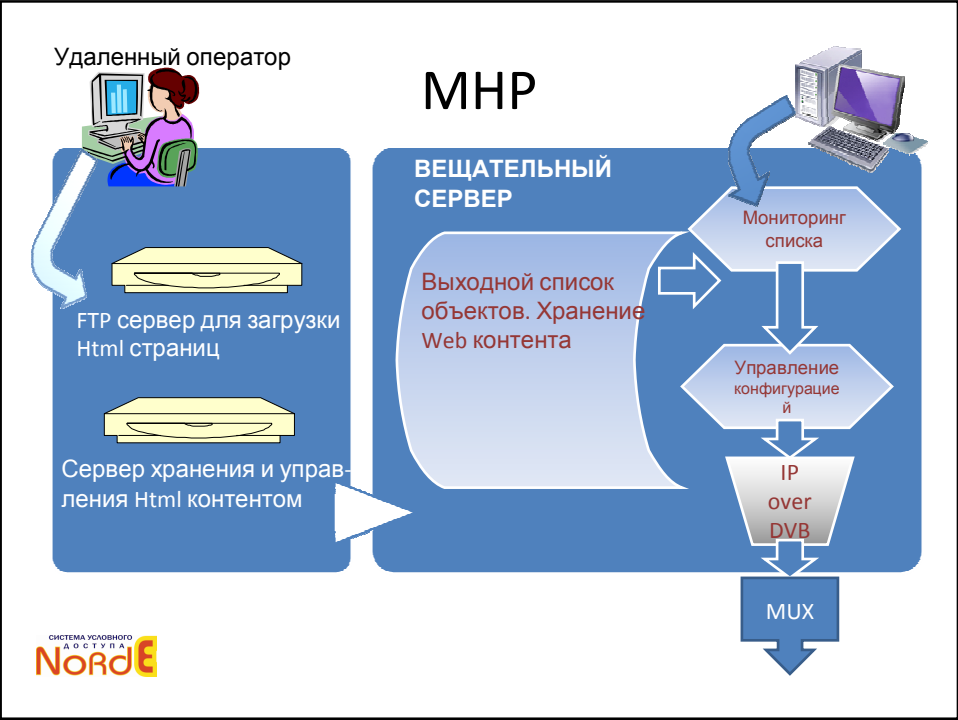 Удаленный оператор
MHP
ВЕЩАТЕЛЬНЫЙ
СЕРВЕР
FTP сервер для загрузки
Html страниц
Сервер хранения и управ-
ления Html контентом
Выходной список
объектов. Хранение
Web контента
Мониторинг
списка
Управление
конфигурацие
й
IP
over
DVB
MUX
СИСТЕМА УСЛОВНОГО
ДОСТУПА
NORDE